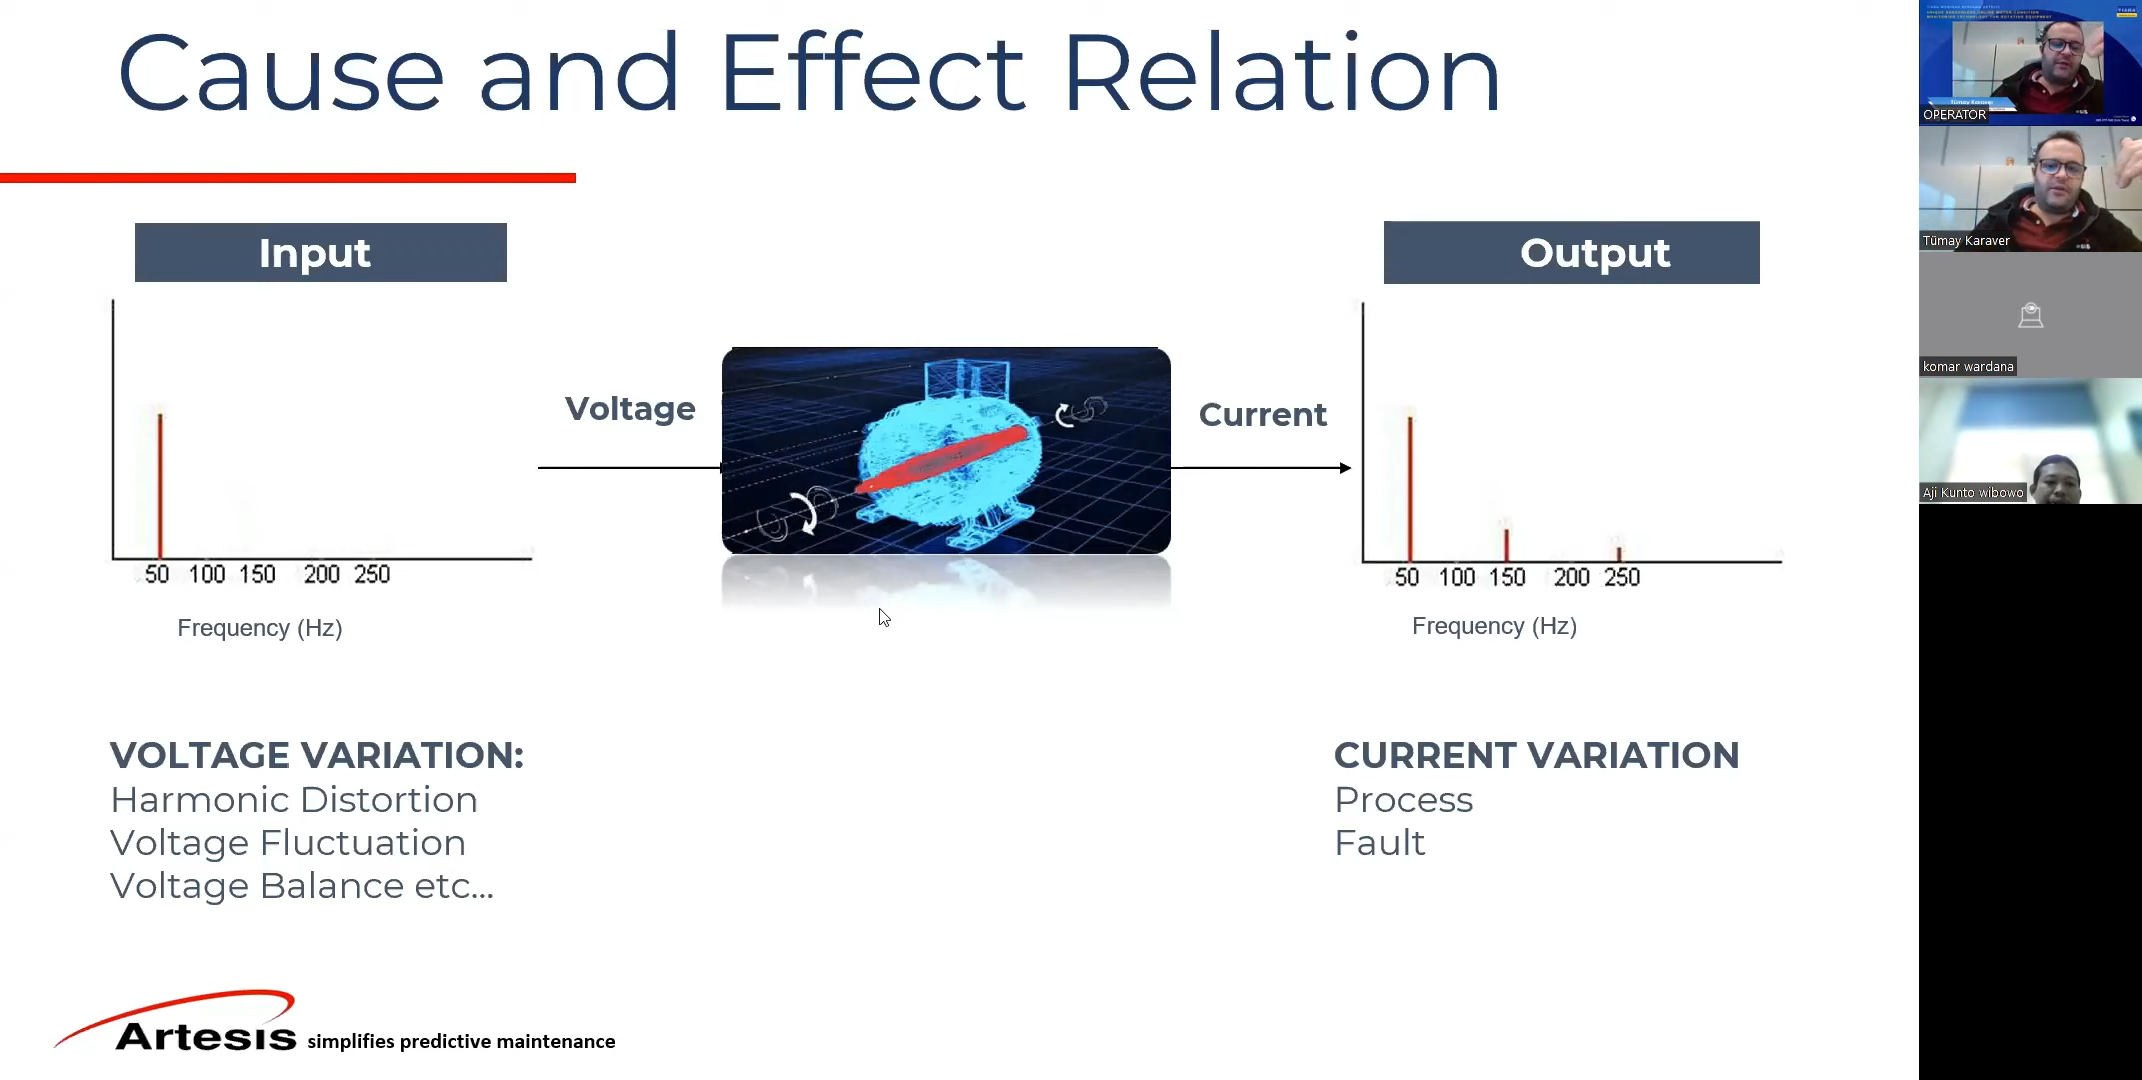 Cause and Effect Relation
Input
Output
Voltage
Current
50 100 150 200 250
Frequency (Hz)
50 100 150 200 250
Frequency (Hz)
VOLTAGE VARIATION:
Harmonic Distortion
Voltage Fluctuation
Voltage Balance etc...
CURRENT VARIATION
Process
Fault
Artesis simplifies predictive maintenance
Tümay Karaver
OPERATOR
Tümay Karaver
komar wardana
Aji Kunto wibowo